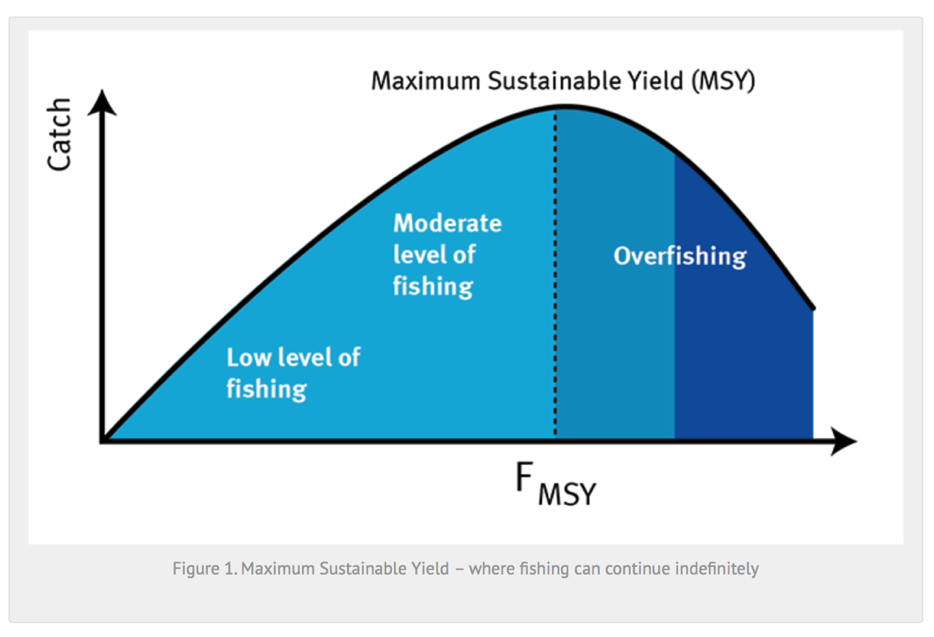 Maximum Sustainable Yield (MSY)
Catch
Moderate
level of
fishing
Overfishing
Low level of
fishing
F MSY
Figure 1. Maximum Sustainable Yield – where fishing can continue indefinitely